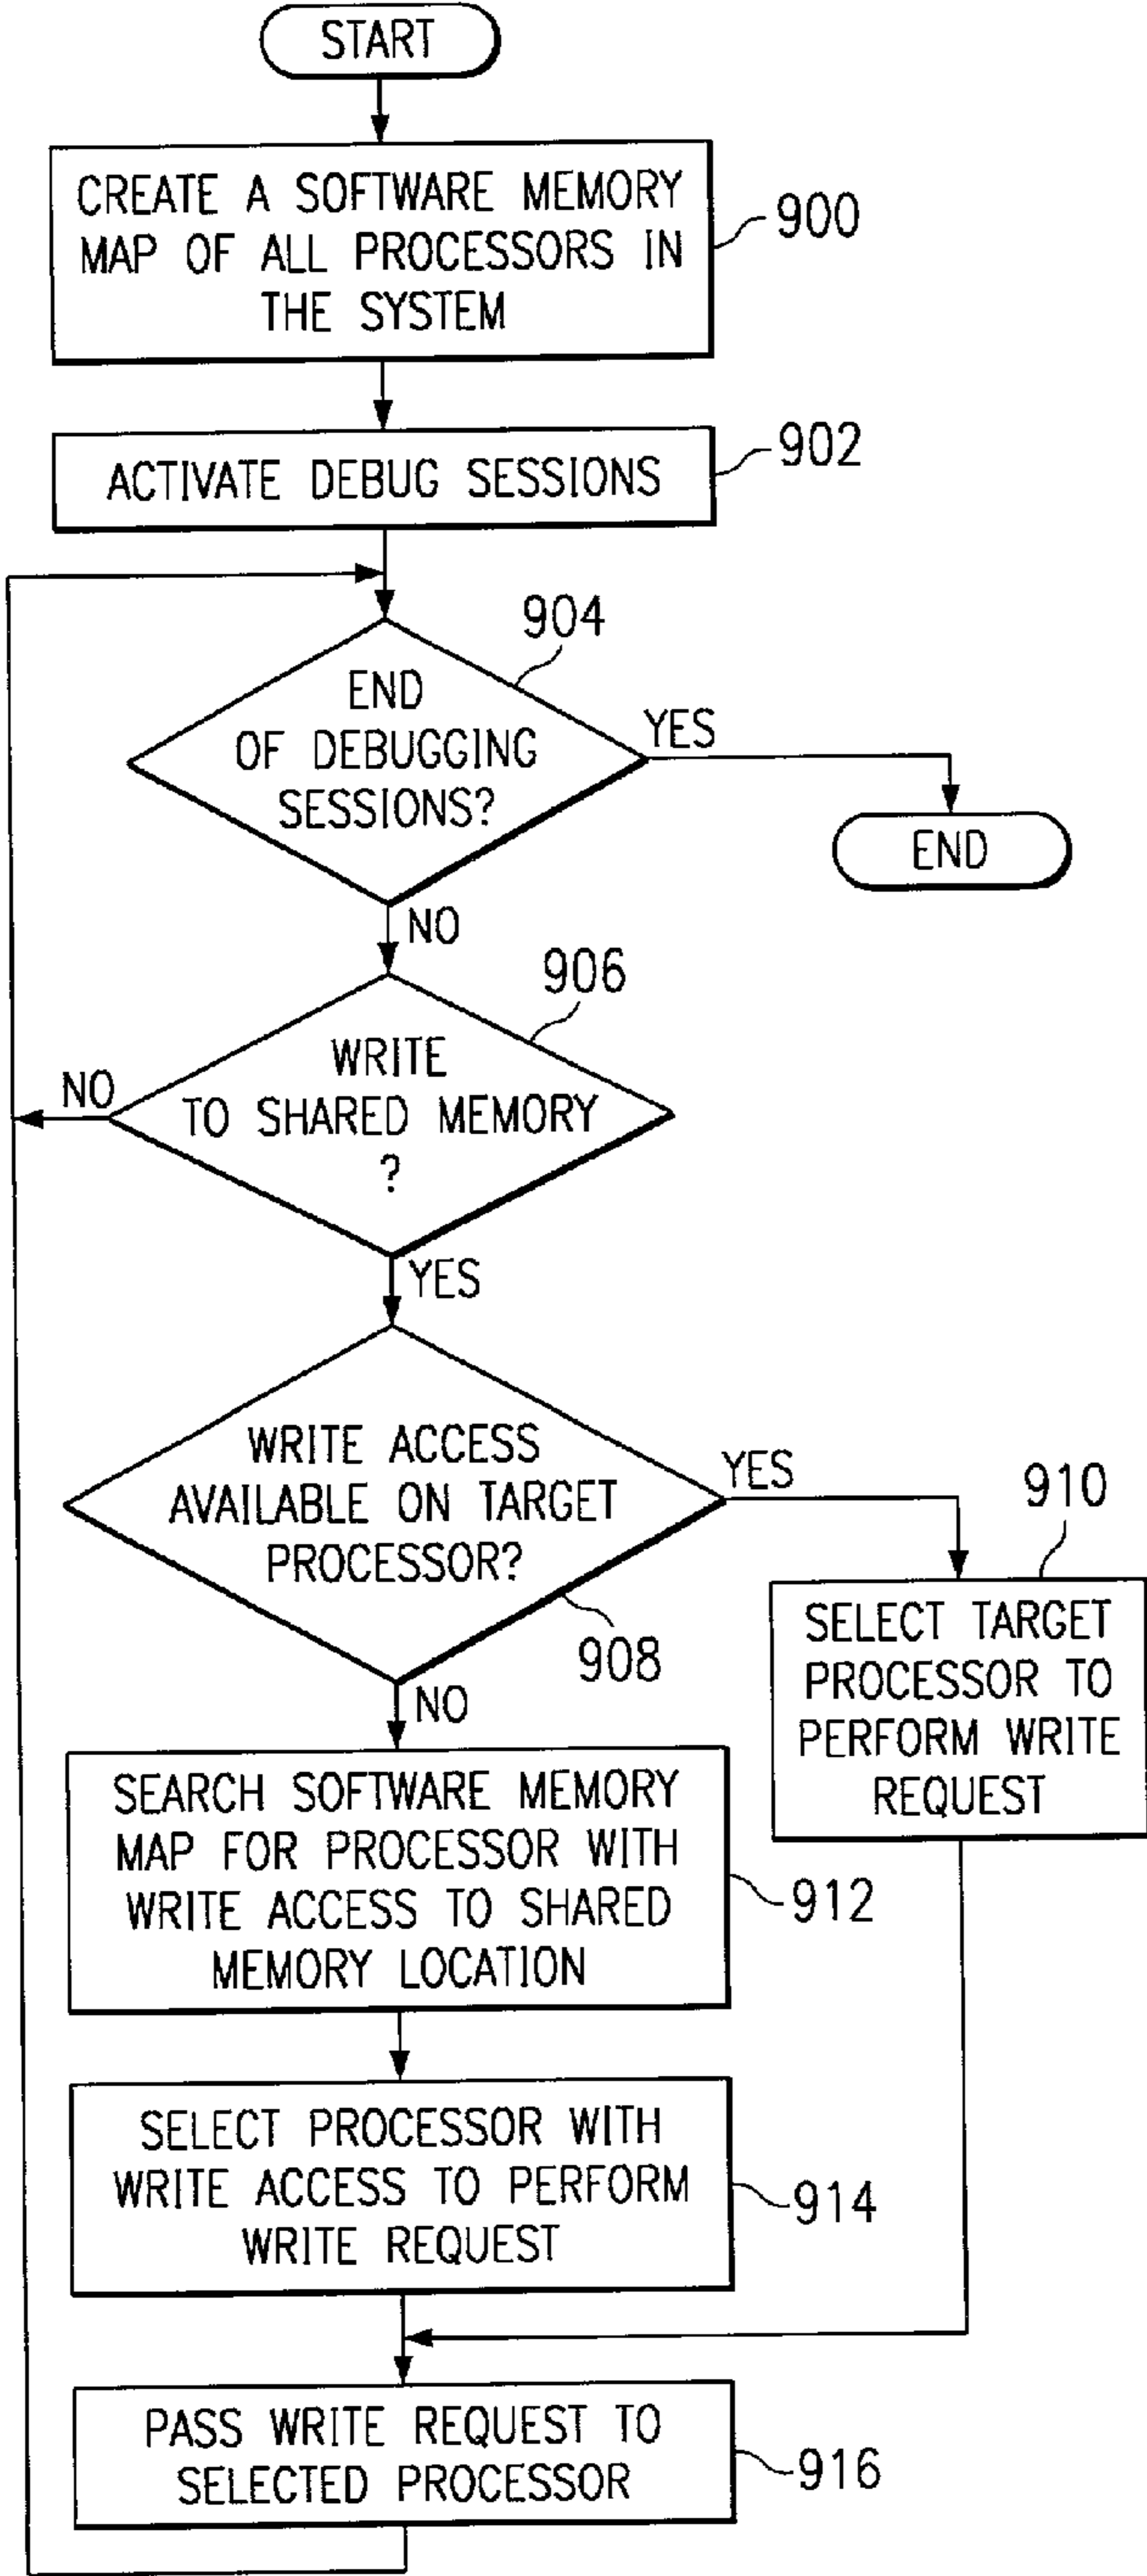 START
CREATE A SOFTWARE MEMORY
MAP OF ALL PROCESSORS IN
THE SYSTEM
900
ACTIVATE DEBUG SESSIONS
902
904
END
OF DEBUGGING
SESSIONS?
YES
END
NO
906
WRITE
TO SHARED MEMORY
?
NO
YES
WRITE ACCESS
AVAILABLE ON TARGET
PROCESSOR?
YES
908
NO
910
SELECT TARGET
PROCESSOR TO
PERFORM WRITE
REQUEST
SEARCH SOFTWARE MEMORY
MAP FOR PROCESSOR WITH
WRITE ACCESS TO SHARED
MEMORY LOCATION
912
SELECT PROCESSOR WITH
WRITE ACCESS TO PERFORM
WRITE REQUEST
914
PASS WRITE REQUEST TO
SELECTED PROCESSOR
916